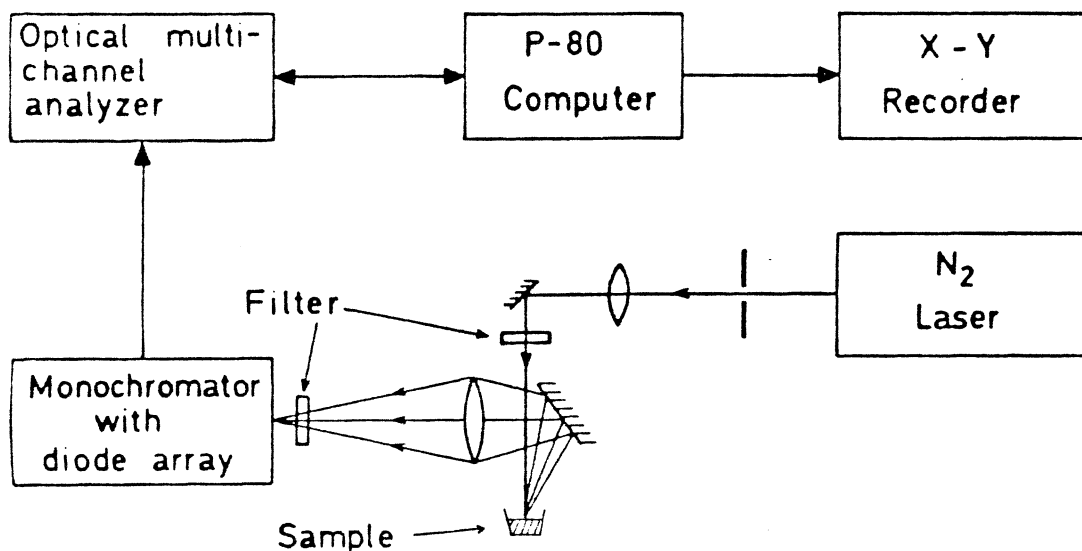 Optical multi-
channel
analyzer
P-80
Computer
X - Y
Recorder
N2
Laser
Filter
Monochromator
with
diode array
Sample